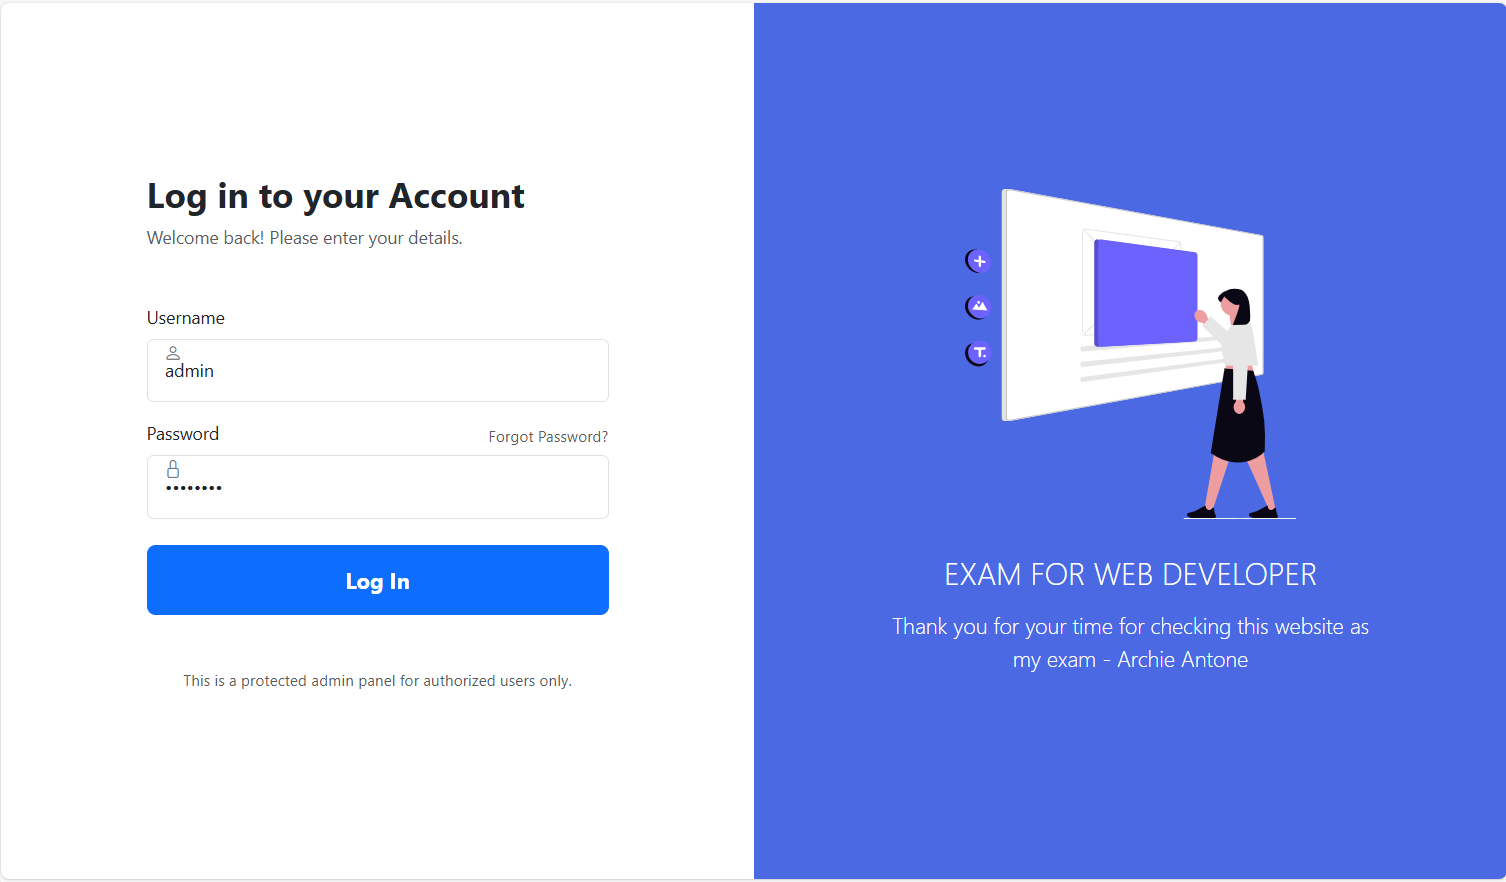 Log in to your Account
Welcome back! Please enter your details.
Username
admin
Password
Forgot Password?
••••••••
Log In
This is a protected admin panel for authorized users only.
T.
EXAM FOR WEB DEVELOPER
Thank you for your time for checking this website as
my exam - Archie Antone